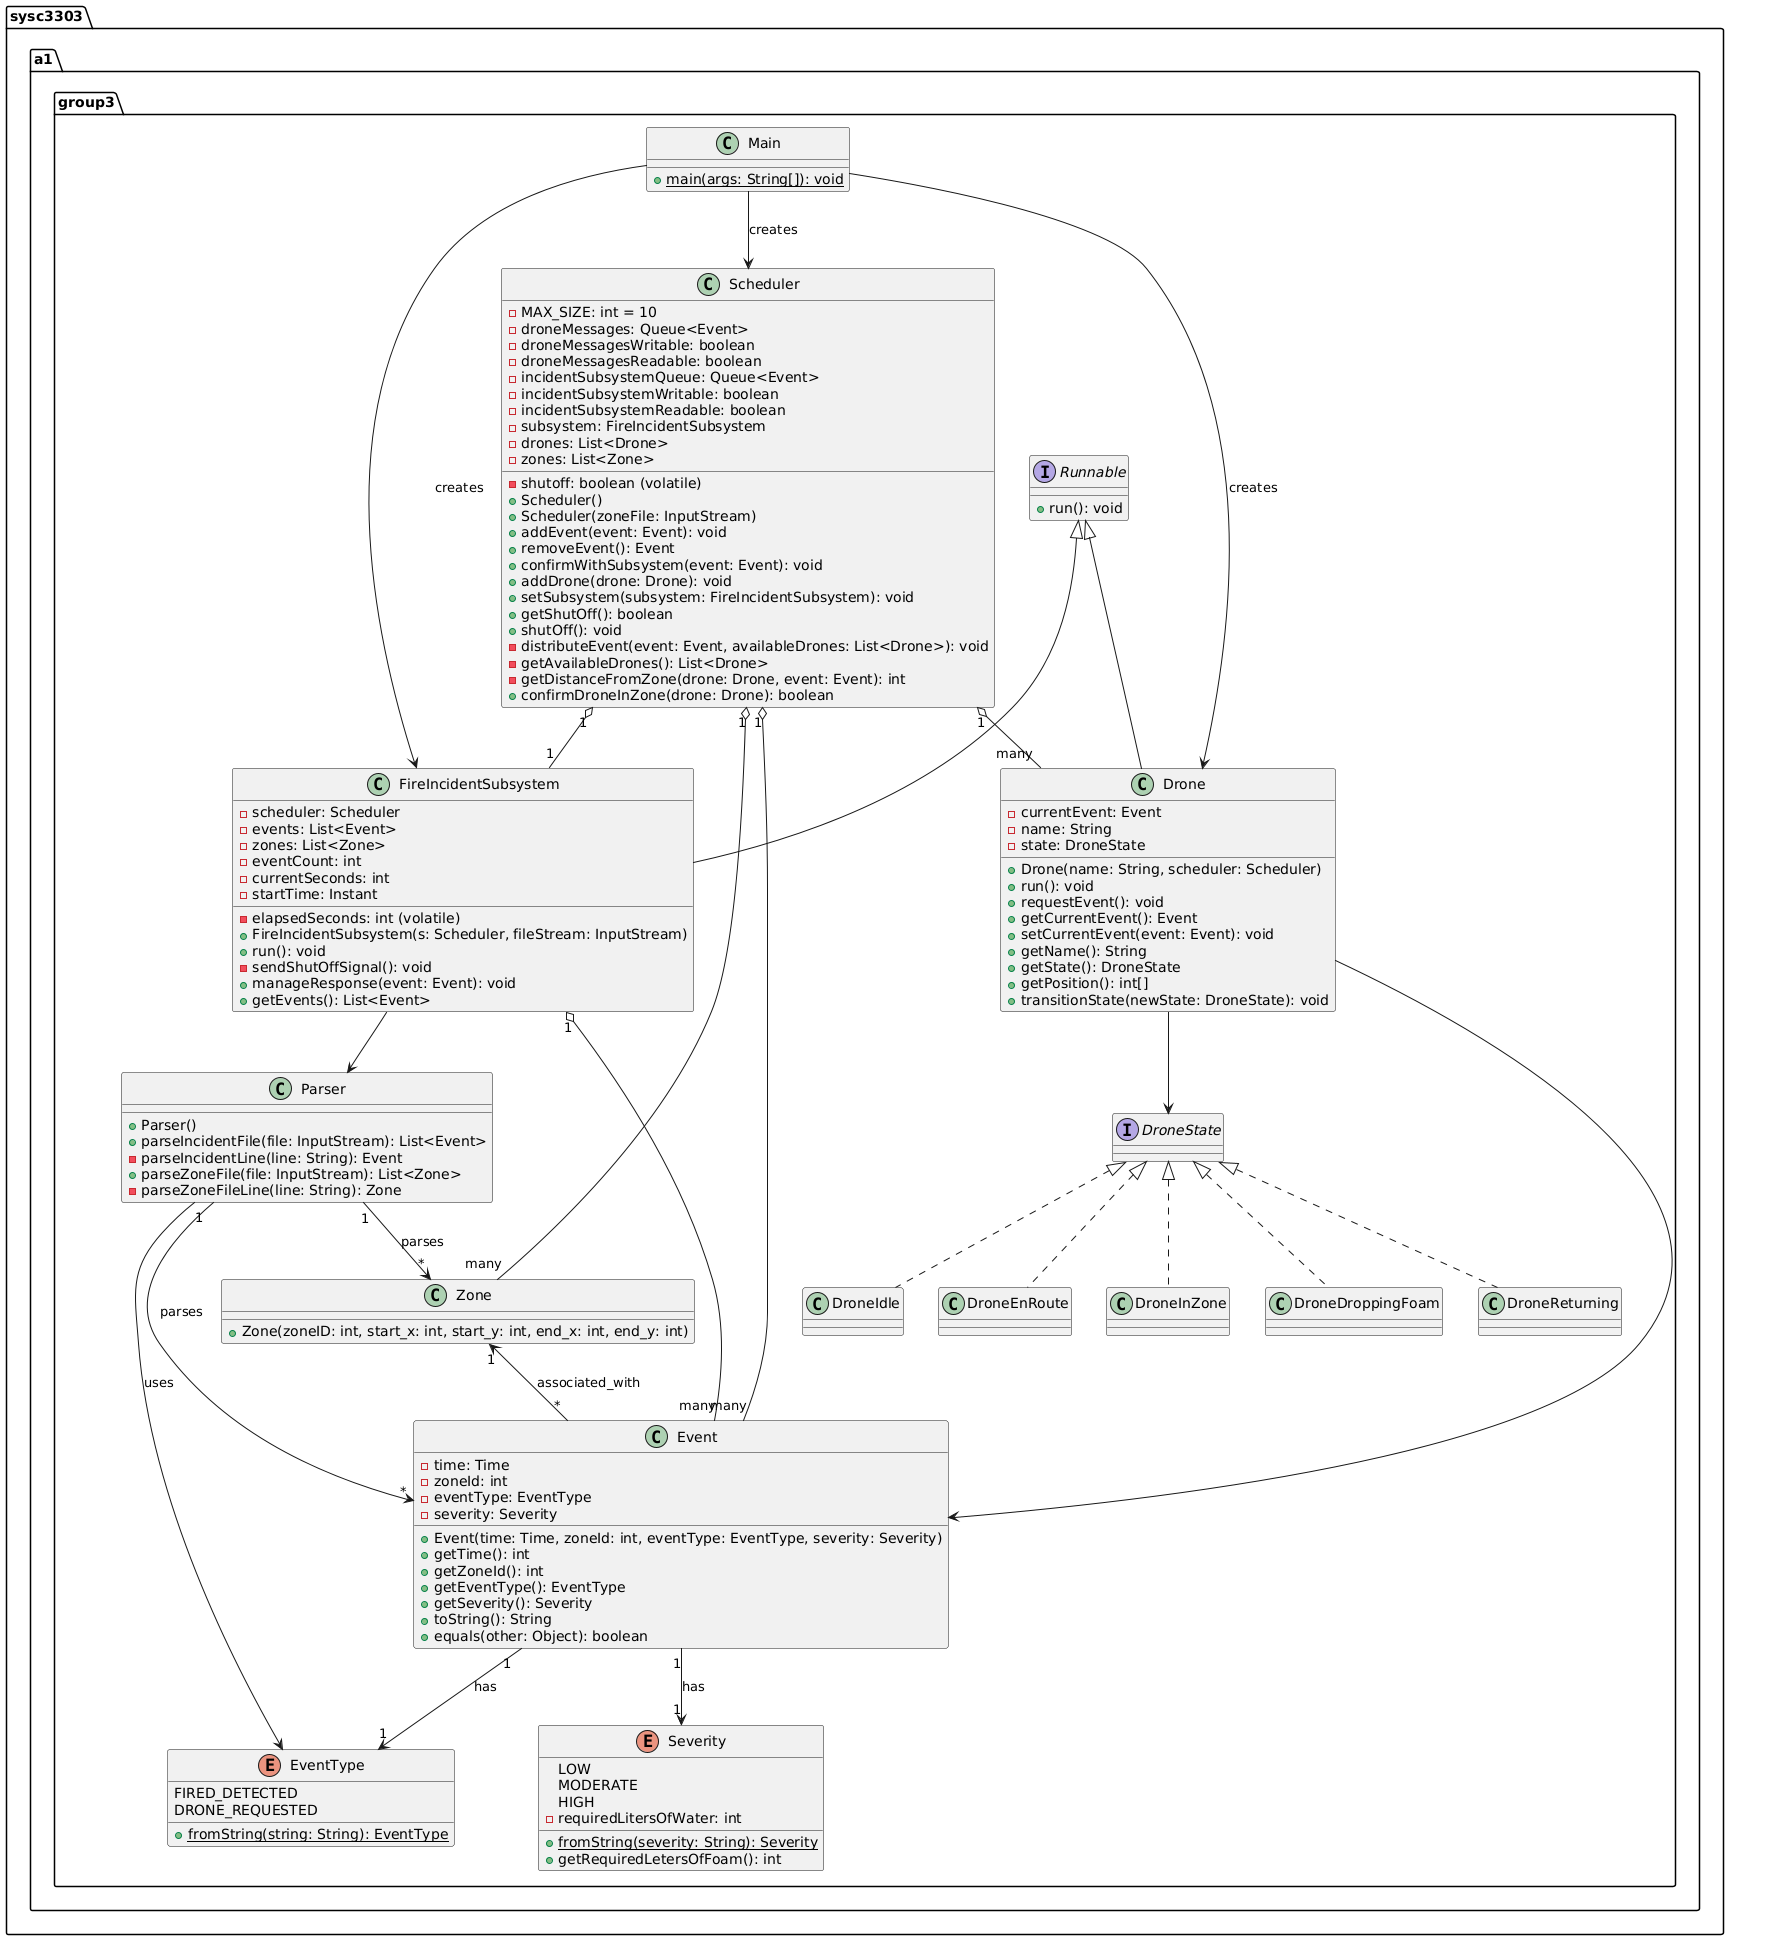 sysc3303
a1
group3
C Main
main(args: String[]): void
creates
C Scheduler
MAX_SIZE: int = 10
droneMessages: Queue<Event>
droneMessagesWritable: boolean
droneMessagesReadable: boolean
incidentSubsystemQueue: Queue<Event>
incidentSubsystemWritable: boolean
incidentSubsystemReadable: boolean
subsystem: FireIncidentSubsystem
drones: List<Drone>
zones: List<Zone>
shutoff: boolean (volatile)
Scheduler()
Scheduler(zoneFile: InputStream)
addEvent(event: Event): void
removeEvent(): Event
confirmWithSubsystem(event: Event): void
addDrone(drone: Drone): void
setSubsystem(subsystem: FireIncidentSubsystem): void
getShutOff(): boolean
shutOff(): void
distributeEvent(event: Event, availableDrones: List<Drone>): void
getAvailableDrones(): List<Drone>
getDistanceFromZone(drone: Drone, event: Event): int
confirmDroneInZone(drone: Drone): boolean
I Runnable
run(): void
creates
creates
1
1
1
1
1
many
C FireIncidentSubsystem
scheduler: Scheduler
events: List<Event>
zones: List<Zone>
eventCount: int
currentSeconds: int
startTime: Instant
elapsedSeconds: int (volatile)
FireIncidentSubsystem(s: Scheduler, fileStream: InputStream)
run(): void
sendShutOffSignal(): void
manageResponse(event: Event): void
getEvents(): List<Event>
C Drone
currentEvent: Event
name: String
state: DroneState
Drone(name: String, scheduler: Scheduler)
run(): void
requestEvent(): void
getCurrentEvent(): Event
setCurrentEvent(event: Event): void
getName(): String
getState(): DroneState
getPosition(): int[]
transitionState(newState: DroneState): void
1
C Parser
Parser()
parseIncidentFile(file: InputStream): List<Event>
parseIncidentLine(line: String): Event
parseZoneFile(file: InputStream): List<Zone>
parseZoneFileLine(line: String): Zone
I DroneState
1
1
parses
*
many
C Zone
Zone(zoneID: int, start_x: int, start_y: int, end_x: int, end_y: int)
C DroneIdle
C DroneEnRoute
C DroneInZone
C DroneDroppingFoam
C DroneReturning
parses
1
uses
associated_with
*
many
many
*
C Event
time: Time
zoneId: int
eventType: EventType
severity: Severity
Event(time: Time, zoneId: int, eventType: EventType, severity: Severity)
getTime(): int
getZoneId(): int
getEventType(): EventType
getSeverity(): Severity
toString(): String
equals(other: Object): boolean
1
1
has
has
1
1
E EventType
FIRED_DETECTED
DRONE_REQUESTED
fromString(string: String): EventType
E Severity
LOW
MODERATE
HIGH
requiredLitersOfWater: int
fromString(severity: String): Severity
getRequiredLetersOfFoam(): int